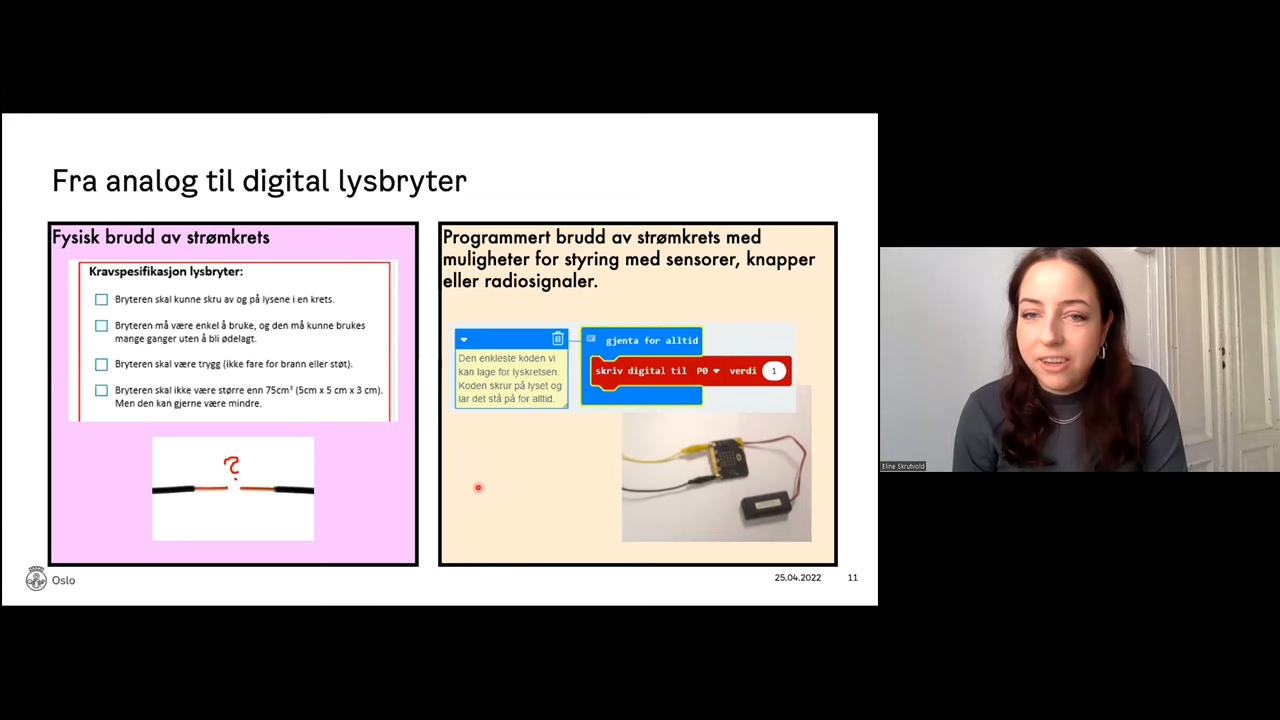 Fra analog til digital lysbryter
Fysisk brudd av strømkrets
Kravspesifikasjon lysbryter:
Bryteren skal kunne skru av og på lysene i en krets.
Bryteren må være enkel å bruke, og den må kunne brukes
mange ganger uten å bli ødelagt.
Bryteren skal være trygg (ikke fare for brann eller støt).
Bryteren skal ikke være større enn 75cm³ (5cm x 5 cm x 3 cm).
Men den kan gjerne være mindre.
?
Programmert brudd av strømkrets med
muligheter for styring med sensorer, knapper
eller radiosignaler.
Den enkleste koden vi
kan lage for lyskretsen.
Koden skrur på lyset og
lar det stå på for alltid.
gjenta for alltid
skriv digital til P0 verdi 1
Oslo
25.04.2022 11
Eline Skrutvold